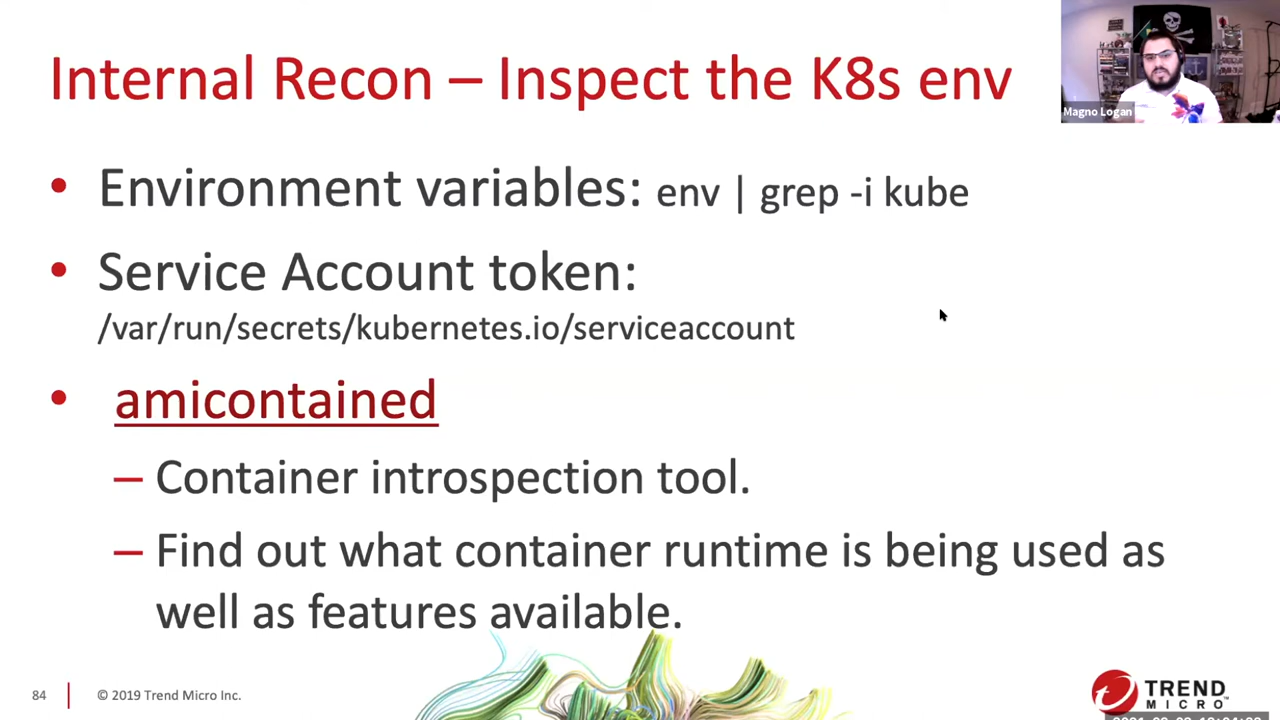 Internal Recon – Inspect the K8s env
Magno Logan
• Environment variables: env | grep -i kube
• Service Account token:
/var/run/secrets/kubernetes.io/serviceaccount
• amicontained
– Container introspection tool.
– Find out what container runtime is being used as
well as features available.
84
© 2019 Trend Micro Inc.
TREND
MICRO